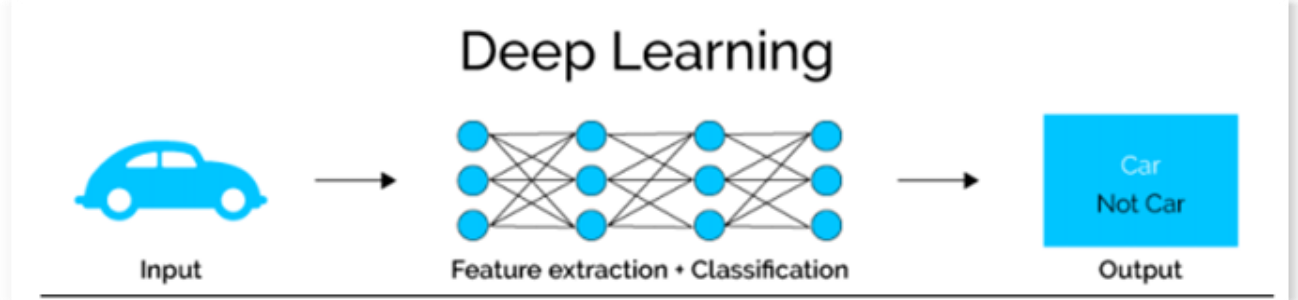 Deep Learning
Car
Not Car
Input
Feature extraction + Classification
Output